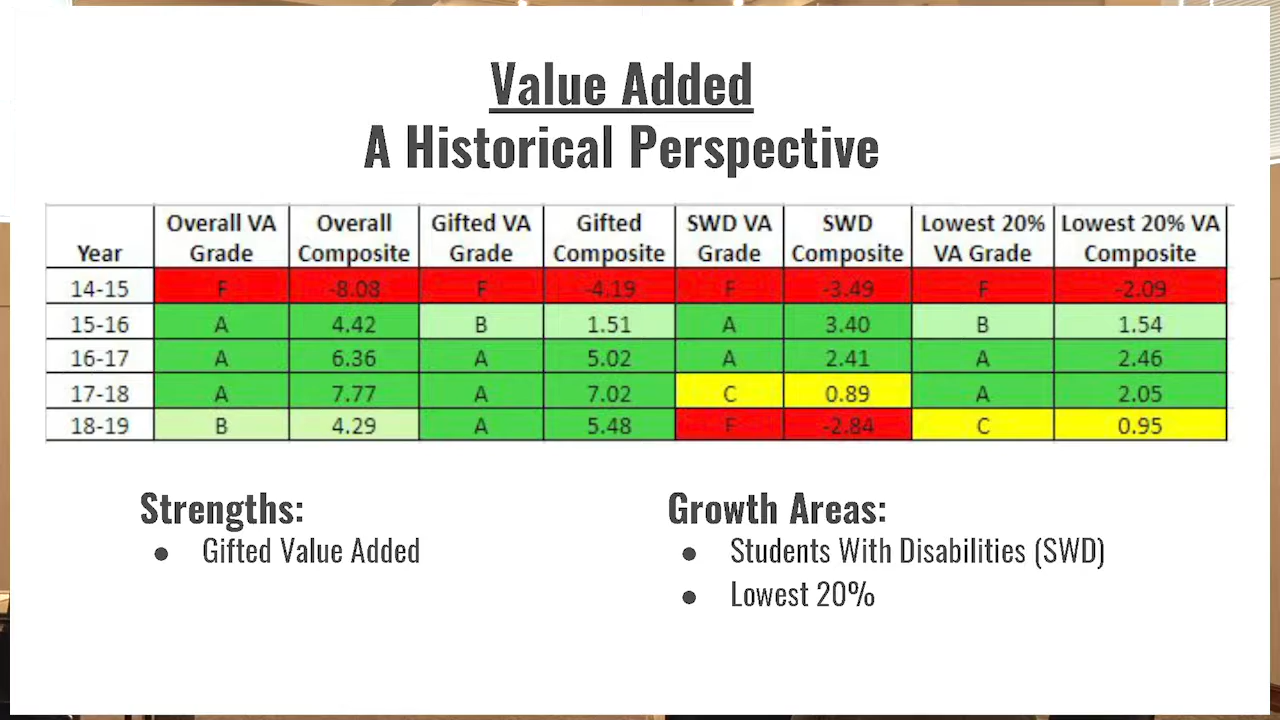 Value Added
A Historical Perspective
Year Overall VA Grade Overall Composite Gifted VA Grade Gifted Composite SWD VA Grade SWD Composite Lowest 20% VA Grade Lowest 20% VA Composite
14-15 F -8.08 F -4.19 F -3.49 F -2.09
15-16 A 4.42 B 1.51 A 3.40 B 1.54
16-17 A 6.36 A 5.02 A 2.41 A 2.46
17-18 A 7.77 A 7.02 C 0.89 A 2.05
18-19 B 4.29 A 5.48 F -2.84 C 0.95
Strengths:
● Gifted Value Added
Growth Areas:
● Students With Disabilities (SWD)
● Lowest 20%